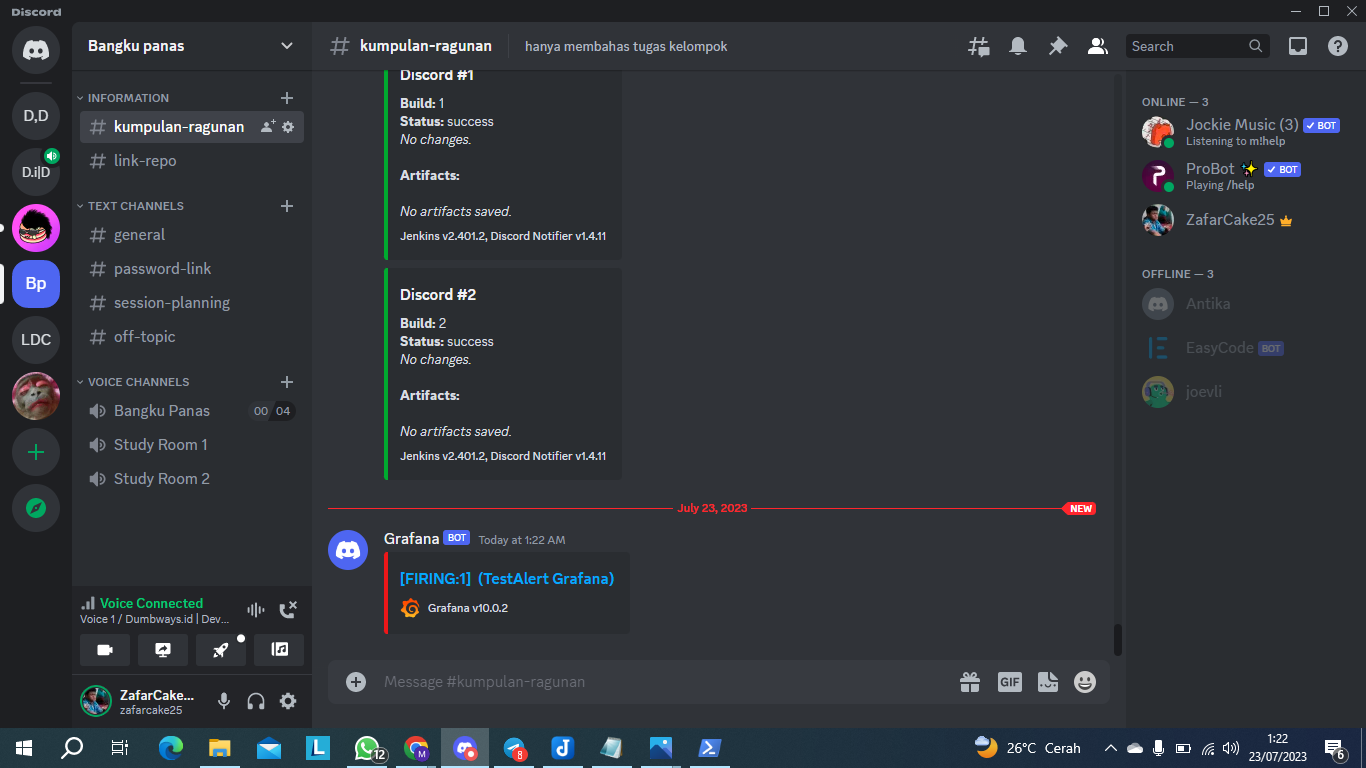 Discord
D,D
D.i|D
Bp
LDC
Bangku panas
INFORMATION
kumpulan-ragunan
link-repo
TEXT CHANNELS
general
password-link
session-planning
off-topic
VOICE CHANNELS
Bangku Panas 00 04
Study Room 1
Study Room 2
Voice Connected
Voice 1 / Dumbways.id | Dev...
ZafarCake...
zafarcake25
kumpulan-ragunan hanya membahas tugas kelompok
Search
Discord #1
Build: 1
Status: success
No changes.
Artifacts:
No artifacts saved.
Jenkins v2.401.2, Discord Notifier v1.4.11
Discord #2
Build: 2
Status: success
No changes.
Artifacts:
No artifacts saved.
Jenkins v2.401.2, Discord Notifier v1.4.11
July 23, 2023 NEW
Grafana BOT Today at 1:22 AM
[FIRING:1] (TestAlert Grafana)
Grafana v10.0.2
Message #kumpulan-ragunan
GIF
ONLINE — 3
Jockie Music (3) BOT
Listening to m!help
ProBot ✨ BOT
Playing /help
ZafarCake25
OFFLINE — 3
Antika
EasyCode BOT
joevli
L
12
M
8
26°C Cerah
1:22
23/07/2023
6